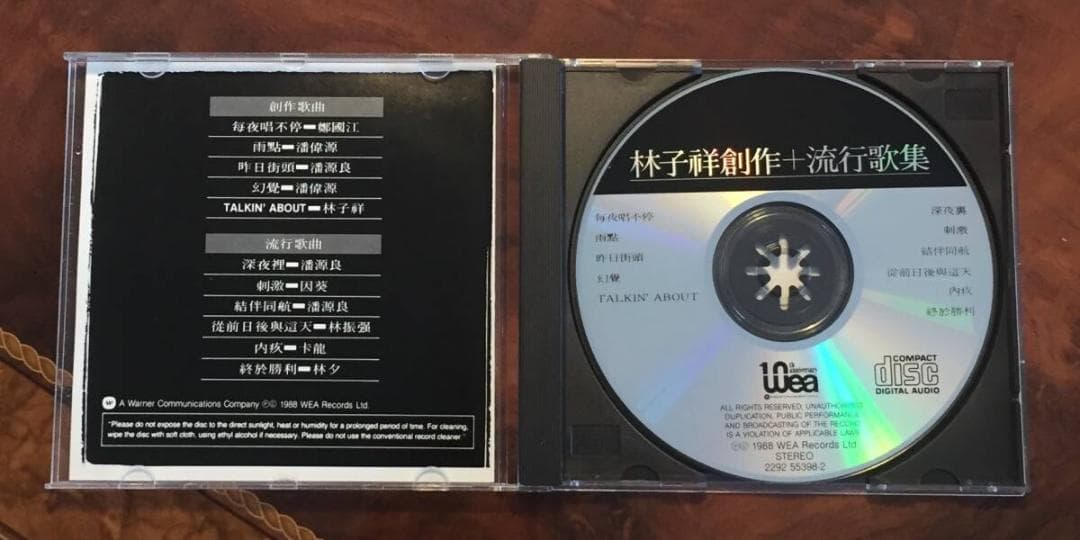 創作歌曲
每夜唱不停━鄭國江
雨點━潘偉源
昨日街頭━潘源良
幻覺━潘偉源
TALKIN' ABOUT━林子祥
流行歌曲
深夜裡━潘源良
刺激━因葵
結伴同航━潘源良
從前日後與這天━林振强
內疚━卡龍
終於勝利━林夕
A Warner Communications Company ℗© 1988 WEA Records Ltd.
"Please do not expose the disc to the direct sunlight, heat or humidity for a prolonged period of time. For cleaning,
wipe the disc with soft cloth, using ethyl alcohol if necessary. Please do not use the conventional record cleaner."
林子祥創作+流行歌集
每夜唱不停
雨點
昨日街頭
幻覺
TALKIN' ABOUT
深夜裏
刺激
結伴同航
從前日後與這天
內疚
終於勝利
10
wea
COMPACT
disc
DIGITAL AUDIO
ALL RIGHTS RESERVED, UNAUTHORIZED
DUPLICATION, PUBLIC PERFORMANCE
AND BROADCASTING OF THE RECORD
IS A VIOLATION OF APPLICABLE LAWS
℗© 1988 WEA Records Ltd
STEREO
2292 55398-2